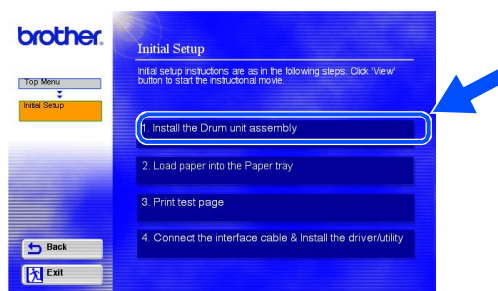 brother.
Initial Setup
Initial setup instructions are as in the following steps. Click 'View'
button to start the instructional movie.
Top Menu
Initial Setup
1. Install the Drum unit assembly
2. Load paper into the Paper tray
3. Print test page
4. Connect the interface cable & Install the driver/utility
Back
Exit